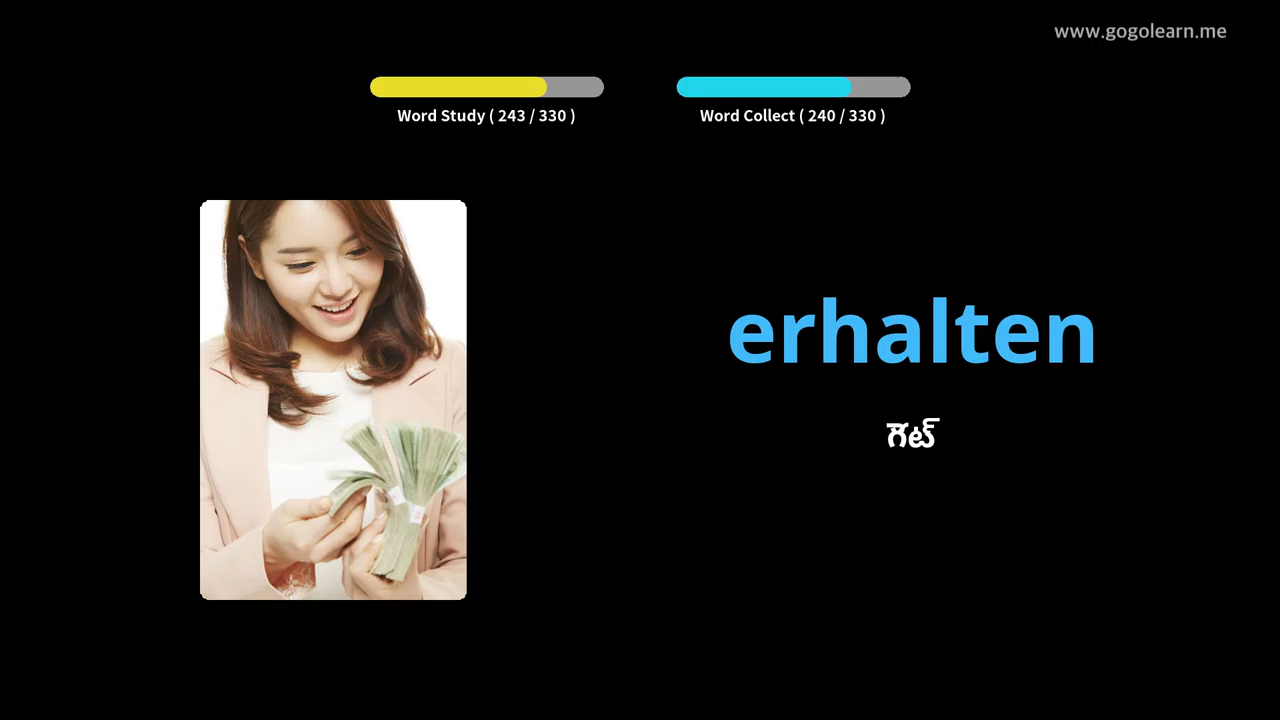 www.gogolearn.me
Word Study ( 243 / 330 )
Word Collect ( 240 / 330 )
erhalten
గెట్